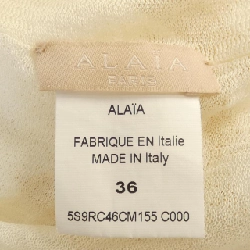 ALAÏA
PARIS
ALAÏA
FABRIQUE EN Italie
MADE IN Italy
36
5S9RC46CM155 C000